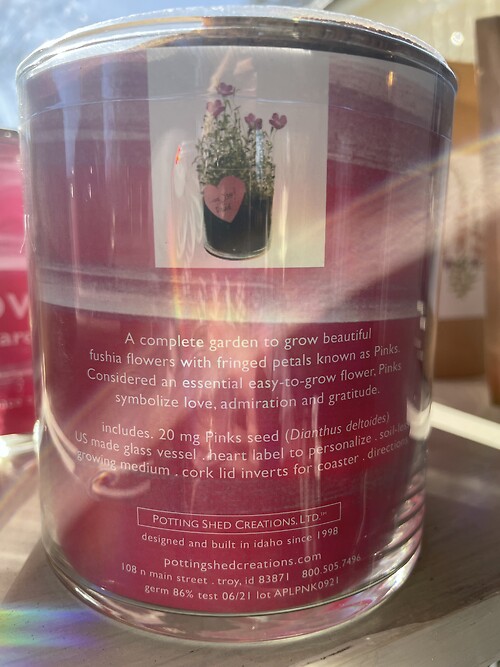 A complete garden to grow beautiful
fushia flowers with fringed petals known as Pinks.
Considered an essential easy-to-grow flower, Pinks
symbolize love, admiration and gratitude.
includes. 20 mg Pinks seed (Dianthus deltoides)
US made glass vessel . heart label to personalize .
growing medium . cork lid inverts for coaster .
POTTING SHED CREATIONS, LTD.™
designed and built in idaho since 1998
pottingshedcreations.com
108 n main street . troy, id 83871 800.505.7496
germ 86% test 06/21 lot APLPNK0921